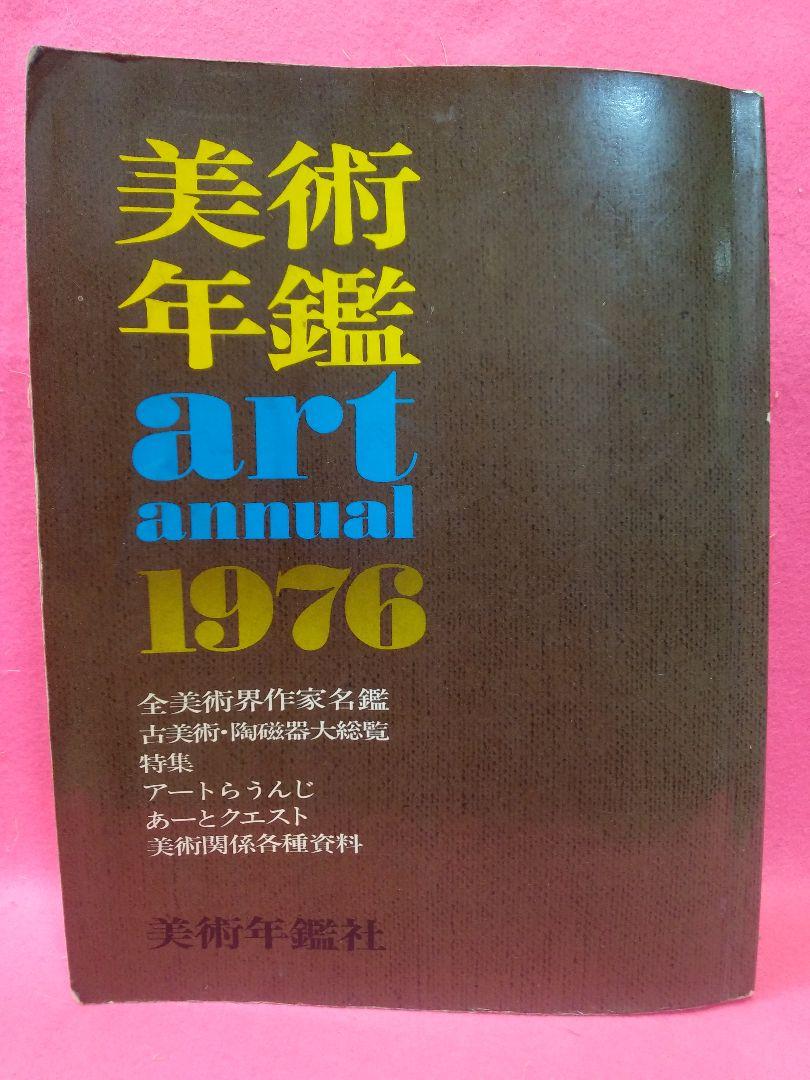 美術
年鑑
art
annual
1976
全美術界作家名鑑
古美術・陶磁器大総覧
特集
アートらうんじ
あーとクエスト
美術関係各種資料
美術年鑑社